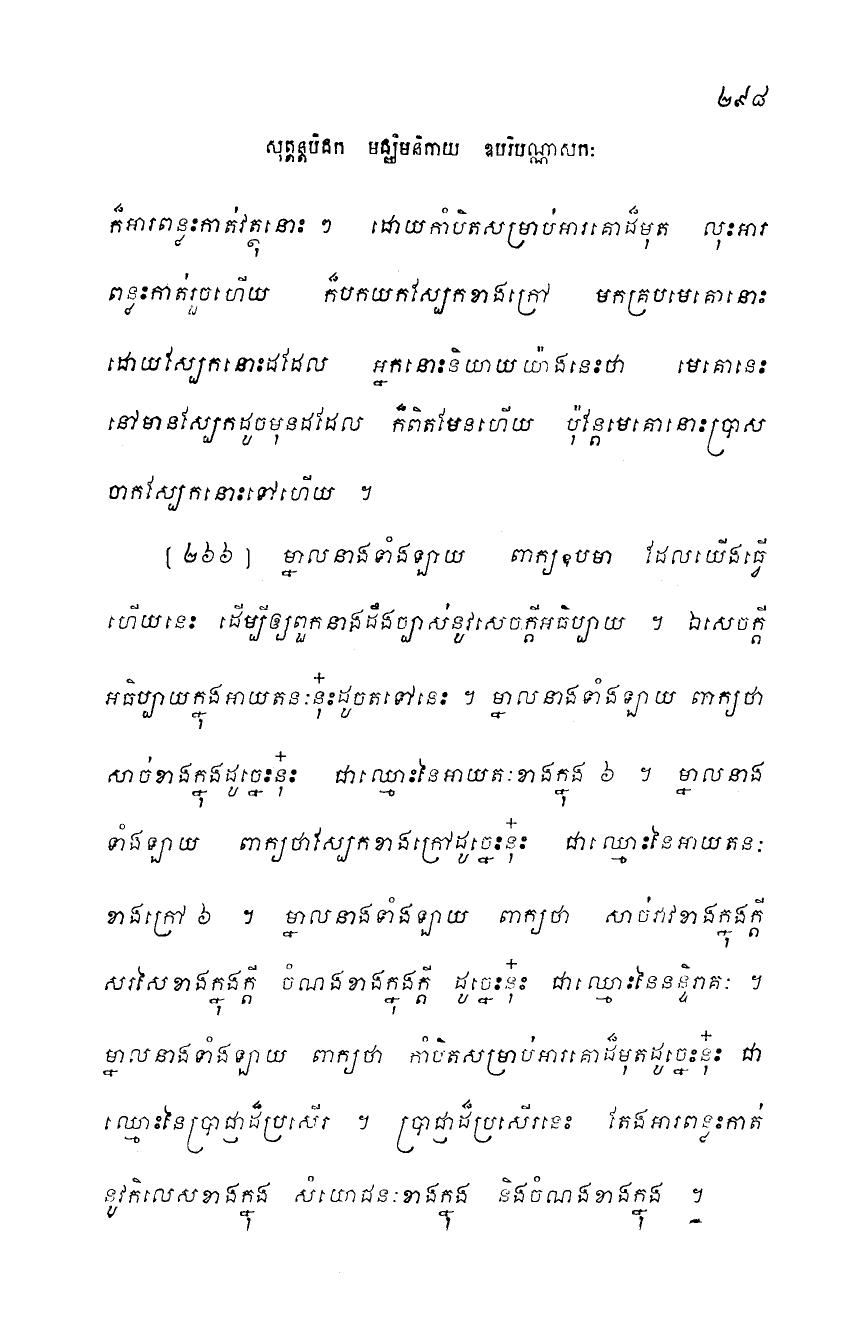 ២៩៨
សុត្តន្តបិដក មជ្ឈិមនិកាយ ឧបរិបណ្ណាសកៈ
ក៏អារពន្លះកាត់វត្ថុនោះ ៗ ដោយកាំបិតសម្រាប់អារគោដ៏មុត លុះអារ
ពន្លះកាត់រួចហើយ ក៏បកយកស្បែកខាងក្រៅ មកគ្របមេគោនោះ
ដោយស្បែកនោះដដែល អ្នកនោះនិយាយយ៉ាងនេះថា មេគោនេះ
នៅមានស្បែកដូចមុនដដែល ក៏ពិតមែនហើយ ប៉ុន្តែមេគោនោះប្រាស
ចាកស្បែកនោះទៅហើយ ។
[២៦៦] ម្នាលនាងទាំងឡាយ ពាក្យឧបមា ដែលយើងធ្វើ
ហើយនេះ ដើម្បីឲ្យពួកនាងដឹងច្បាស់នូវសេចក្តីអធិប្បាយ ។ ឯសេចក្តី
អធិប្បាយក្នុងអាយតនៈនុ៎ះដូចតទៅនេះ ។ ម្នាលនាងទាំងឡាយ ពាក្យថា
សាច់ខាងក្នុងដូច្នេះនុ៎ះ ជាឈ្មោះនៃអាយតៈខាងក្នុង ៦ ។ ម្នាលនាង
ទាំងឡាយ ពាក្យថាស្បែកខាងក្រៅដូច្នេះនុ៎ះ ជាឈ្មោះនៃអាយតនៈ
ខាងក្រៅ ៦ ។ ម្នាលនាងទាំងឡាយ ពាក្យថា សាច់រាវខាងក្នុងក្តី
សរសៃខាងក្នុងក្តី ចំណងខាងក្នុងក្តី ដូច្នេះនុ៎ះ ជាឈ្មោះនៃនន្ទិរាគៈ ។
ម្នាលនាងទាំងឡាយ ពាក្យថា កាំបិតសម្រាប់អារគោដ៏មុតដូច្នេះនុ៎ះ ជា
ឈ្មោះនៃប្រាជ្ញាដ៏ប្រសើរ ។ ប្រាជ្ញាដ៏ប្រសើរនេះ តែងអារពន្លះកាត់
នូវកិលេសខាងក្នុង សំយោជនៈខាងក្នុង និងចំណងខាងក្នុង ។